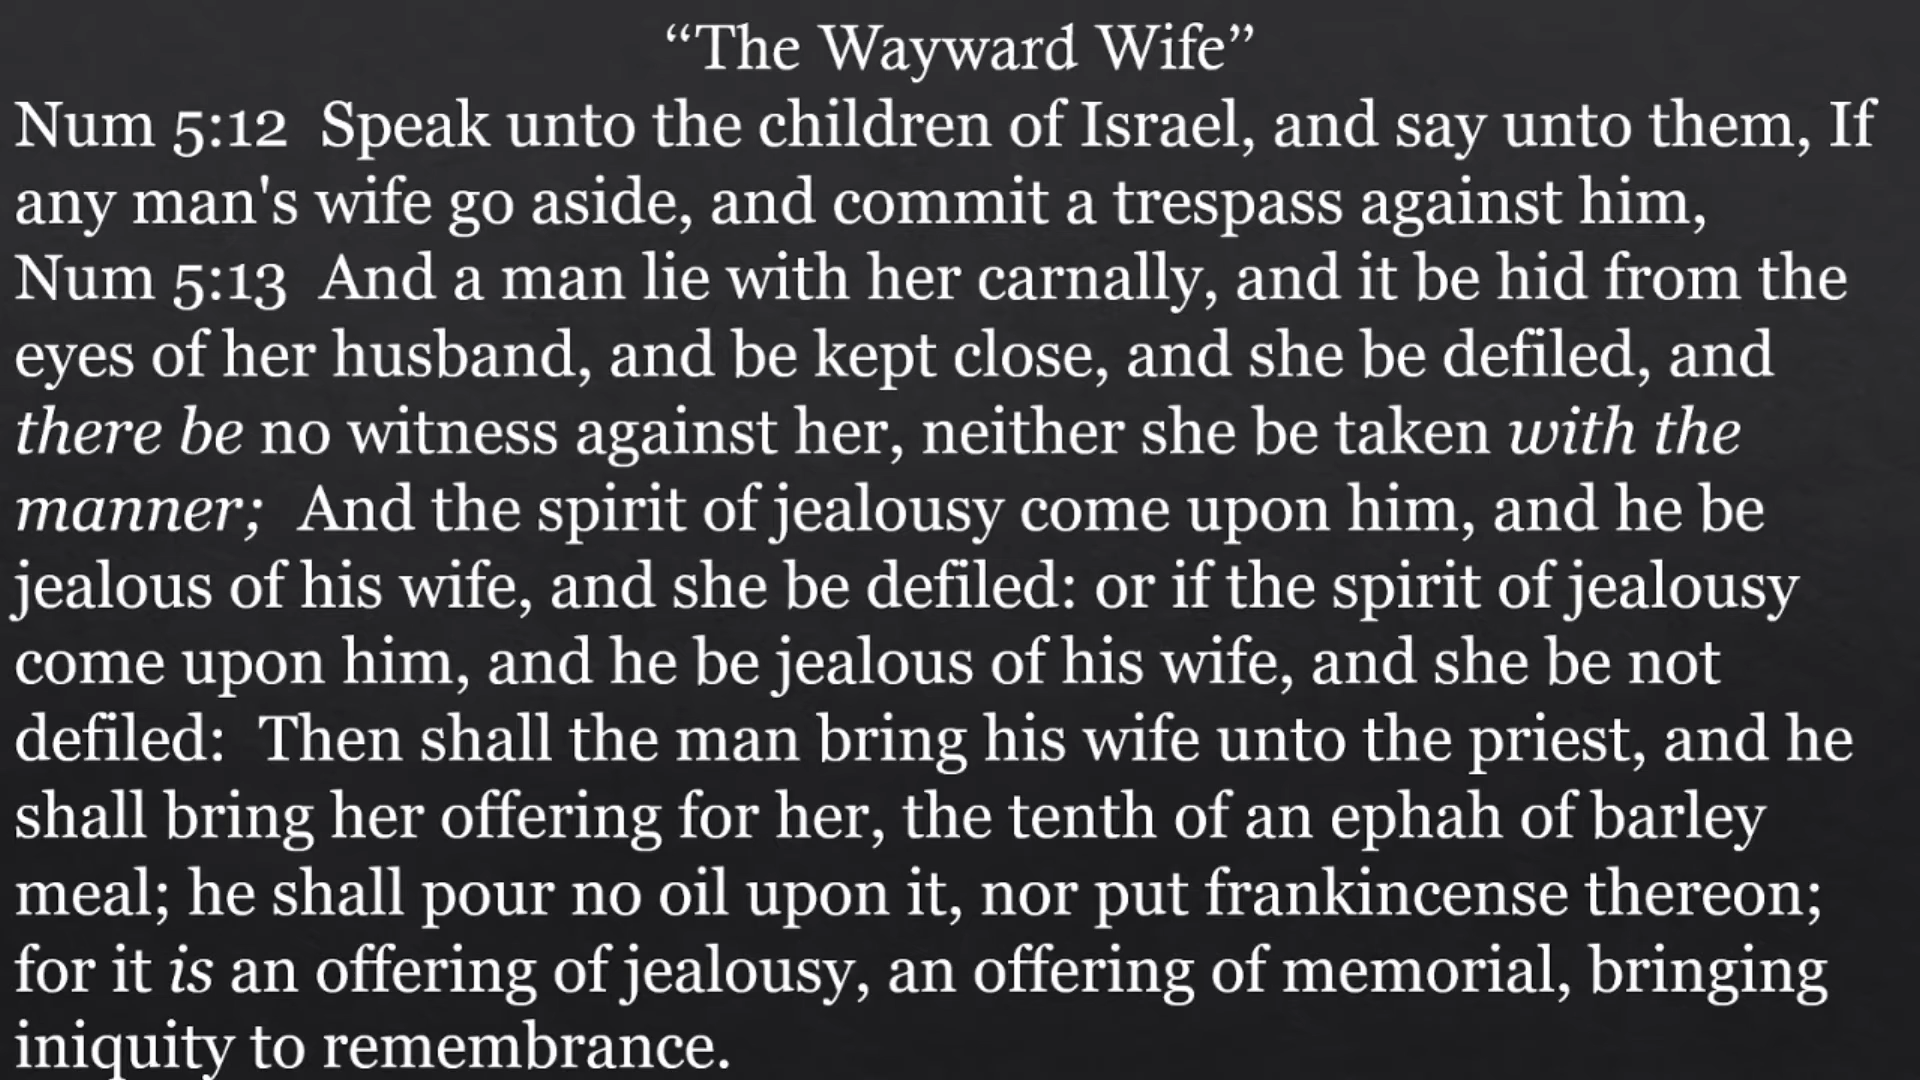 “The Wayward Wife”
Num 5:12  Speak unto the children of Israel, and say unto them, If
any man's wife go aside, and commit a trespass against him,
Num 5:13  And a man lie with her carnally, and it be hid from the
eyes of her husband, and be kept close, and she be defiled, and
there be no witness against her, neither she be taken with the
manner;  And the spirit of jealousy come upon him, and he be
jealous of his wife, and she be defiled: or if the spirit of jealousy
come upon him, and he be jealous of his wife, and she be not
defiled:  Then shall the man bring his wife unto the priest, and he
shall bring her offering for her, the tenth of an ephah of barley
meal; he shall pour no oil upon it, nor put frankincense thereon;
for it is an offering of jealousy, an offering of memorial, bringing
iniquity to remembrance.